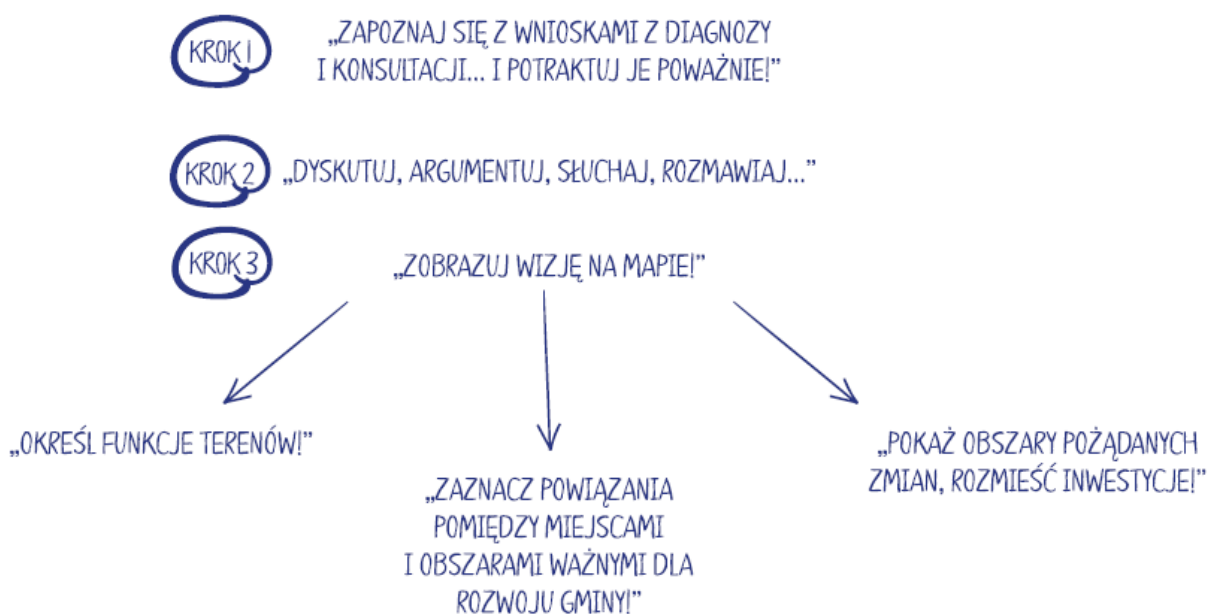 KROK 1
„ZAPOZNAJ SIĘ Z WNIOSKAMI Z DIAGNOZY
I KONSULTACJI... I POTRAKTUJ JE POWAŻNIE!”
KROK 2
„DYSKUTUJ, ARGUMENTUJ, SŁUCHAJ, ROZMAWIAJ...”
KROK 3
„ZOBRAZUJ WIZJĘ NA MAPIE!”
„OKREŚL FUNKCJE TERENÓW!”
„ZAZNACZ POWIĄZANIA
POMIĘDZY MIEJSCAMI
I OBSZARAMI WAŻNYMI DLA
ROZWOJU GMINY!”
„POKAŻ OBSZARY POŻĄDANYCH
ZMIAN, ROZMIEŚĆ INWESTYCJE!”